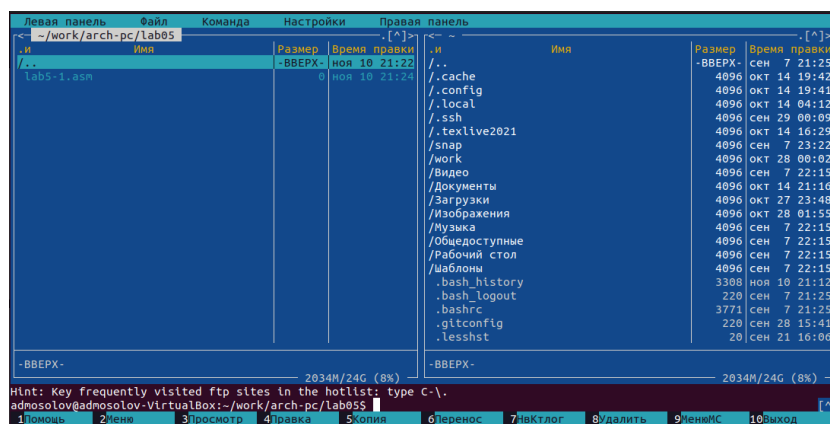 Левая панель Файл Команда Настройки Правая панель
<— ~/work/arch-pc/lab05 .[^]>
.и Имя Размер Время правки
/.. -ВВЕРХ- ноя 10 21:22
lab5-1.asm 0 ноя 10 21:24
-ВВЕРХ-
2034M/24G (8%)
<— ~ .[^]>
.и Имя Размер Время правки
/.. -ВВЕРХ- сен 7 21:25
/.cache 4096 окт 14 19:42
/.config 4096 окт 14 19:41
/.local 4096 окт 14 04:12
/.ssh 4096 сен 29 00:09
/.texlive2021 4096 окт 14 16:29
/snap 4096 сен 7 23:22
/work 4096 окт 28 00:02
/Видео 4096 сен 7 22:15
/Документы 4096 окт 14 21:16
/Загрузки 4096 окт 27 23:48
/Изображения 4096 окт 28 01:55
/Музыка 4096 сен 7 22:15
/Общедоступные 4096 сен 7 22:15
/Рабочий стол 4096 сен 7 22:15
/Шаблоны 4096 сен 7 22:15
.bash_history 3308 ноя 10 21:12
.bash_logout 220 сен 7 21:25
.bashrc 3771 сен 7 21:25
.gitconfig 220 сен 28 15:41
.lesshst 20 сен 21 16:06
-ВВЕРХ-
2034M/24G (8%)
Hint: Key frequently visited ftp sites in the hotlist: type C-\.
admosolov@admosolov-VirtualBox:~/work/arch-pc/lab05$ [^
1Помощь 2Меню 3Просмотр 4Правка 5Копия 6Перенос 7НвКтлог 8Удалить 9МенюМС 10Выход